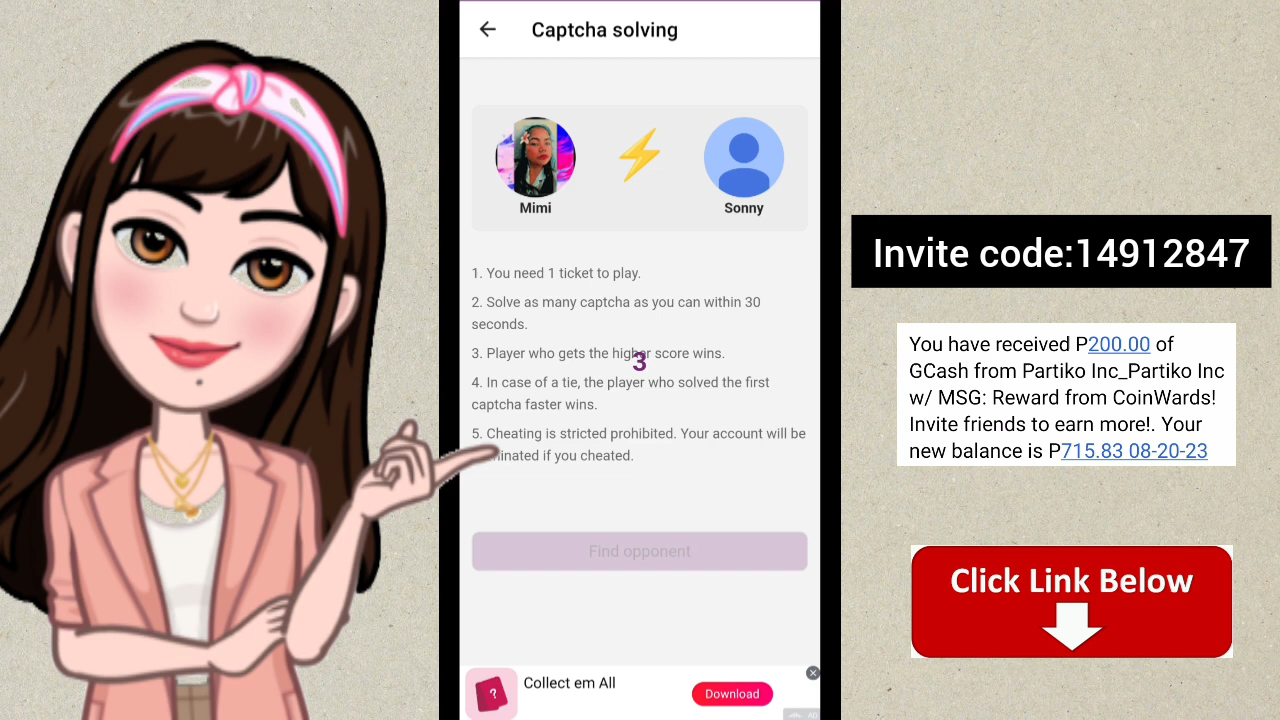 Captcha solving
Mimi
Sonny
1. You need 1 ticket to play.
2. Solve as many captcha as you can within 30
seconds.
3. Player who gets the higher score wins.
3
4. In case of a tie, the player who solved the first
captcha faster wins.
5. Cheating is stricted prohibited. Your account will be
if you cheated.
Find opponent
Collect em All
Download
AD
Invite code:14912847
You have received P200.00 of
GCash from Partiko Inc_Partiko Inc
w/ MSG: Reward from CoinWards!
Invite friends to earn more!. Your
new balance is P715.83 08-20-23
Click Link Below